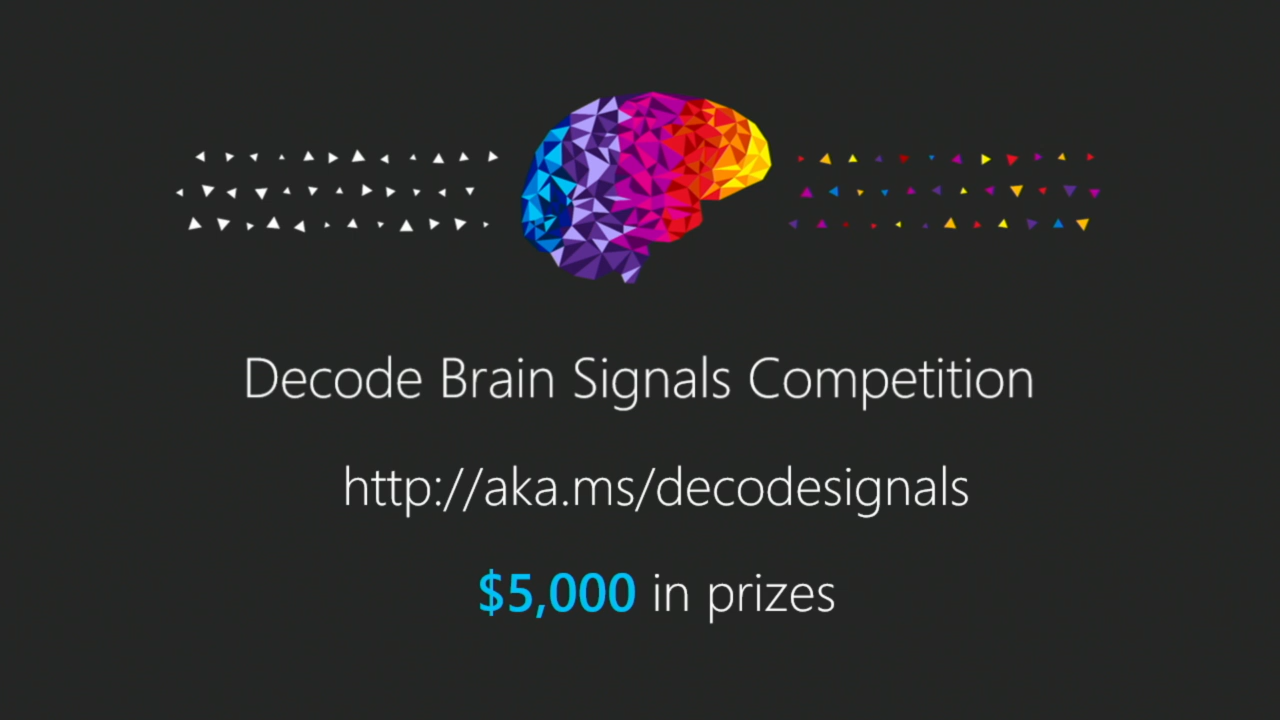 Decode Brain Signals Competition
http://aka.ms/decodesignals
$5,000 in prizes